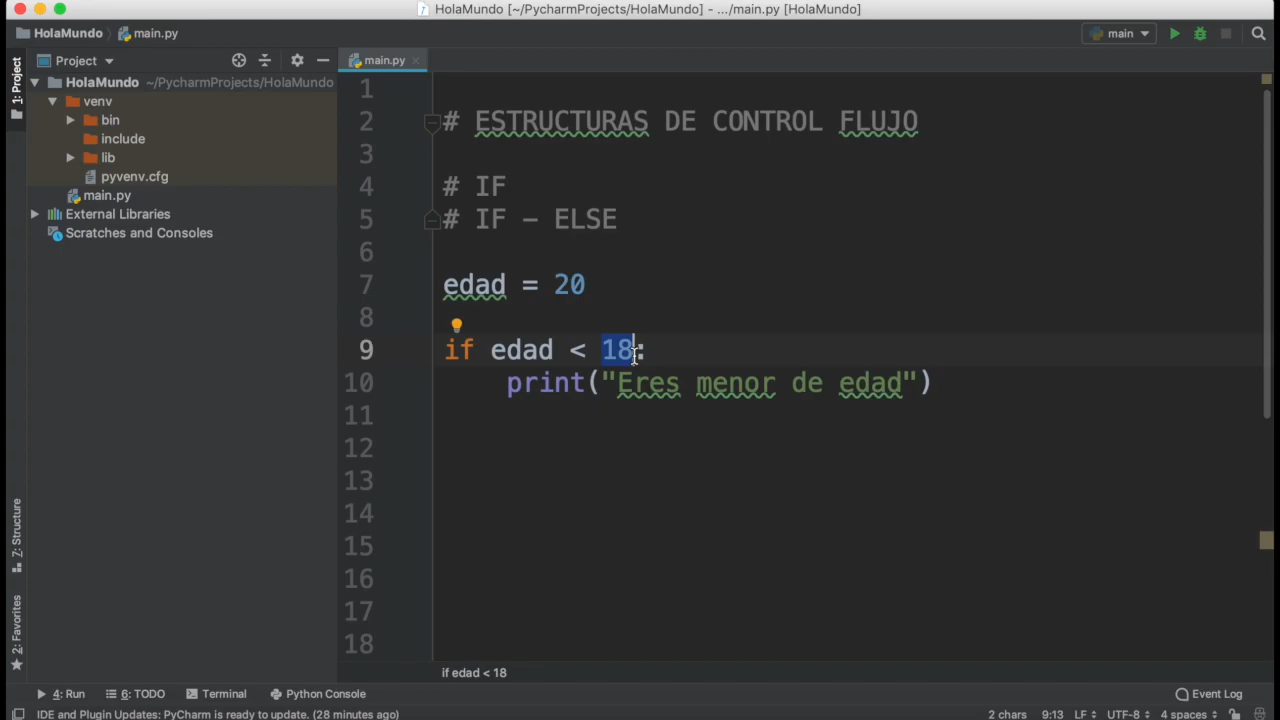 HolaMundo [~/PycharmProjects/HolaMundo] - .../main.py [HolaMundo]
HolaMundo main.py main
1: Project
Project main.py
HolaMundo ~/PycharmProjects/HolaMundo
venv
bin
include
lib
pyvenv.cfg
main.py
External Libraries
Scratches and Consoles
1
2 # ESTRUCTURAS DE CONTROL FLUJO
3
4 # IF
5 # IF - ELSE
6
7 edad = 20
8
9 if edad < 18:
10 print("Eres menor de edad")
11
12
13
14
15
16
17
18
7: Structure
2: Favorites
if edad < 18
4: Run 6: TODO Terminal Python Console Event Log
IDE and Plugin Updates: PyCharm is ready to update. (28 minutes ago) 2 chars 9:13 LF UTF-8 4 spaces